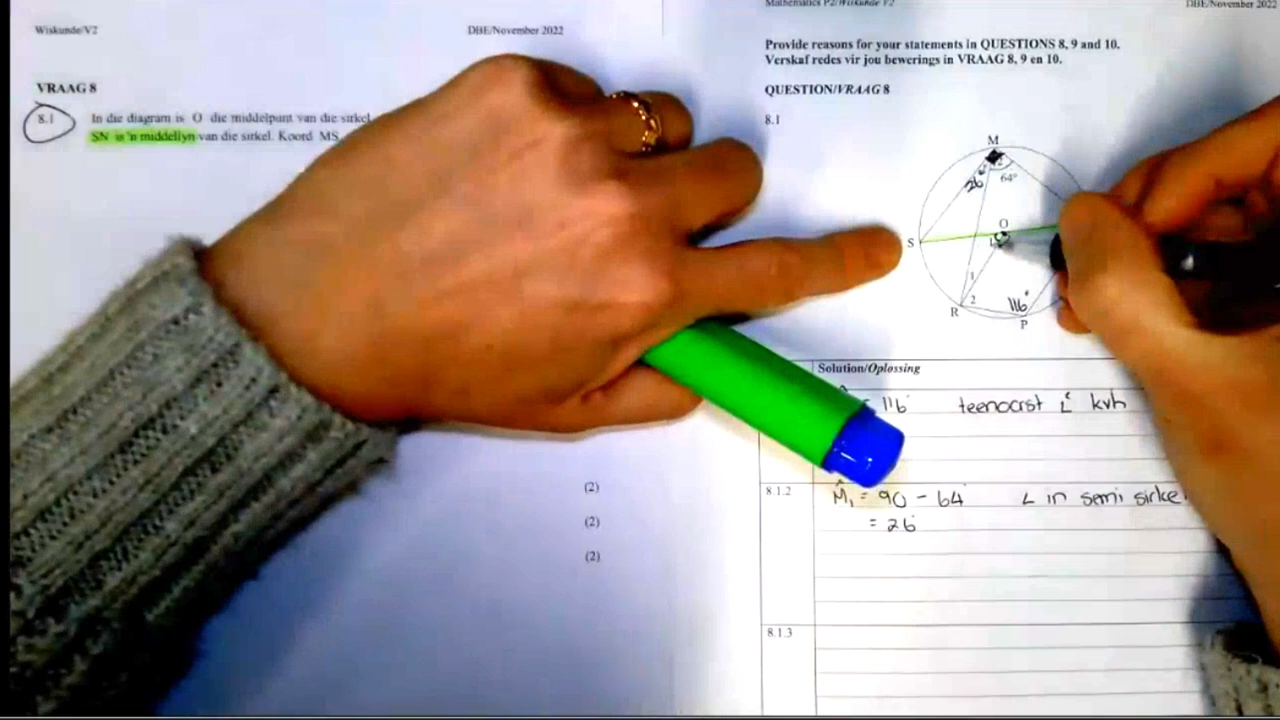 Wiskunde/V2
DBE/November 2022
VRAAG 8
8.1 In die diagram is O die middelpunt van die sirkel
SN is 'n middellyn van die sirkel. Koord MS
(2)
(2)
(2)
Mathematics P2/Wiskunde V2
DBE/November 2022
Provide reasons for your statements in QUESTIONS 8, 9 and 10.
Verskaf redes vir jou bewerings in VRAAG 8, 9 en 10.
QUESTION/VRAAG 8
8.1
M
2
26°
64°
O
S
1
1
R
2
116°
P
Solution/Oplossing
116° teenoorst ∠e kvh
8.1.2 M̂₁ = 90 - 64 ∠ in semi sirkel
= 26
8.1.3